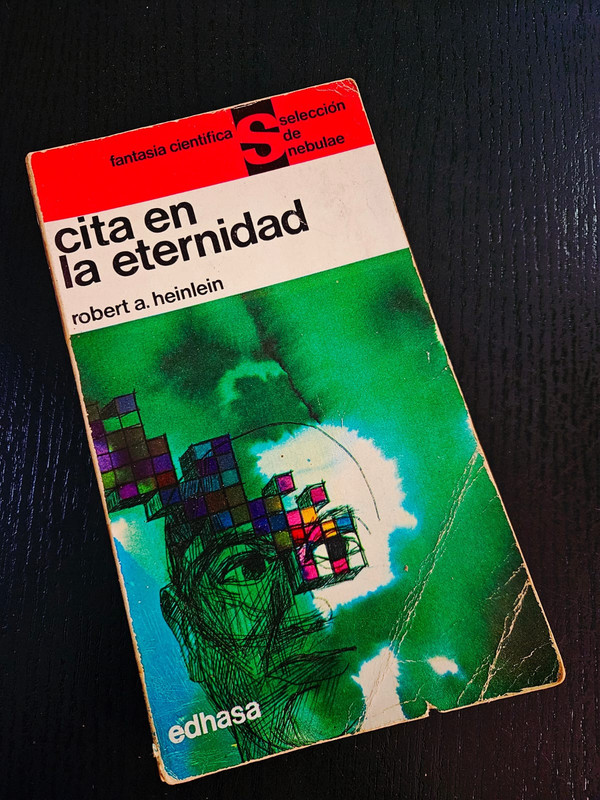 fantasía científica
S
selección
de
nebulae
cita en
la eternidad
robert a. heinlein
edhasa